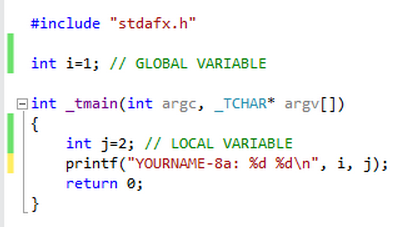 #include "stdafx.h"
int i=1; // GLOBAL VARIABLE
int _tmain(int argc, _TCHAR* argv[])
{
int j=2; // LOCAL VARIABLE
printf("YOURNAME-8a: %d %d\n", i, j);
return 0;
}